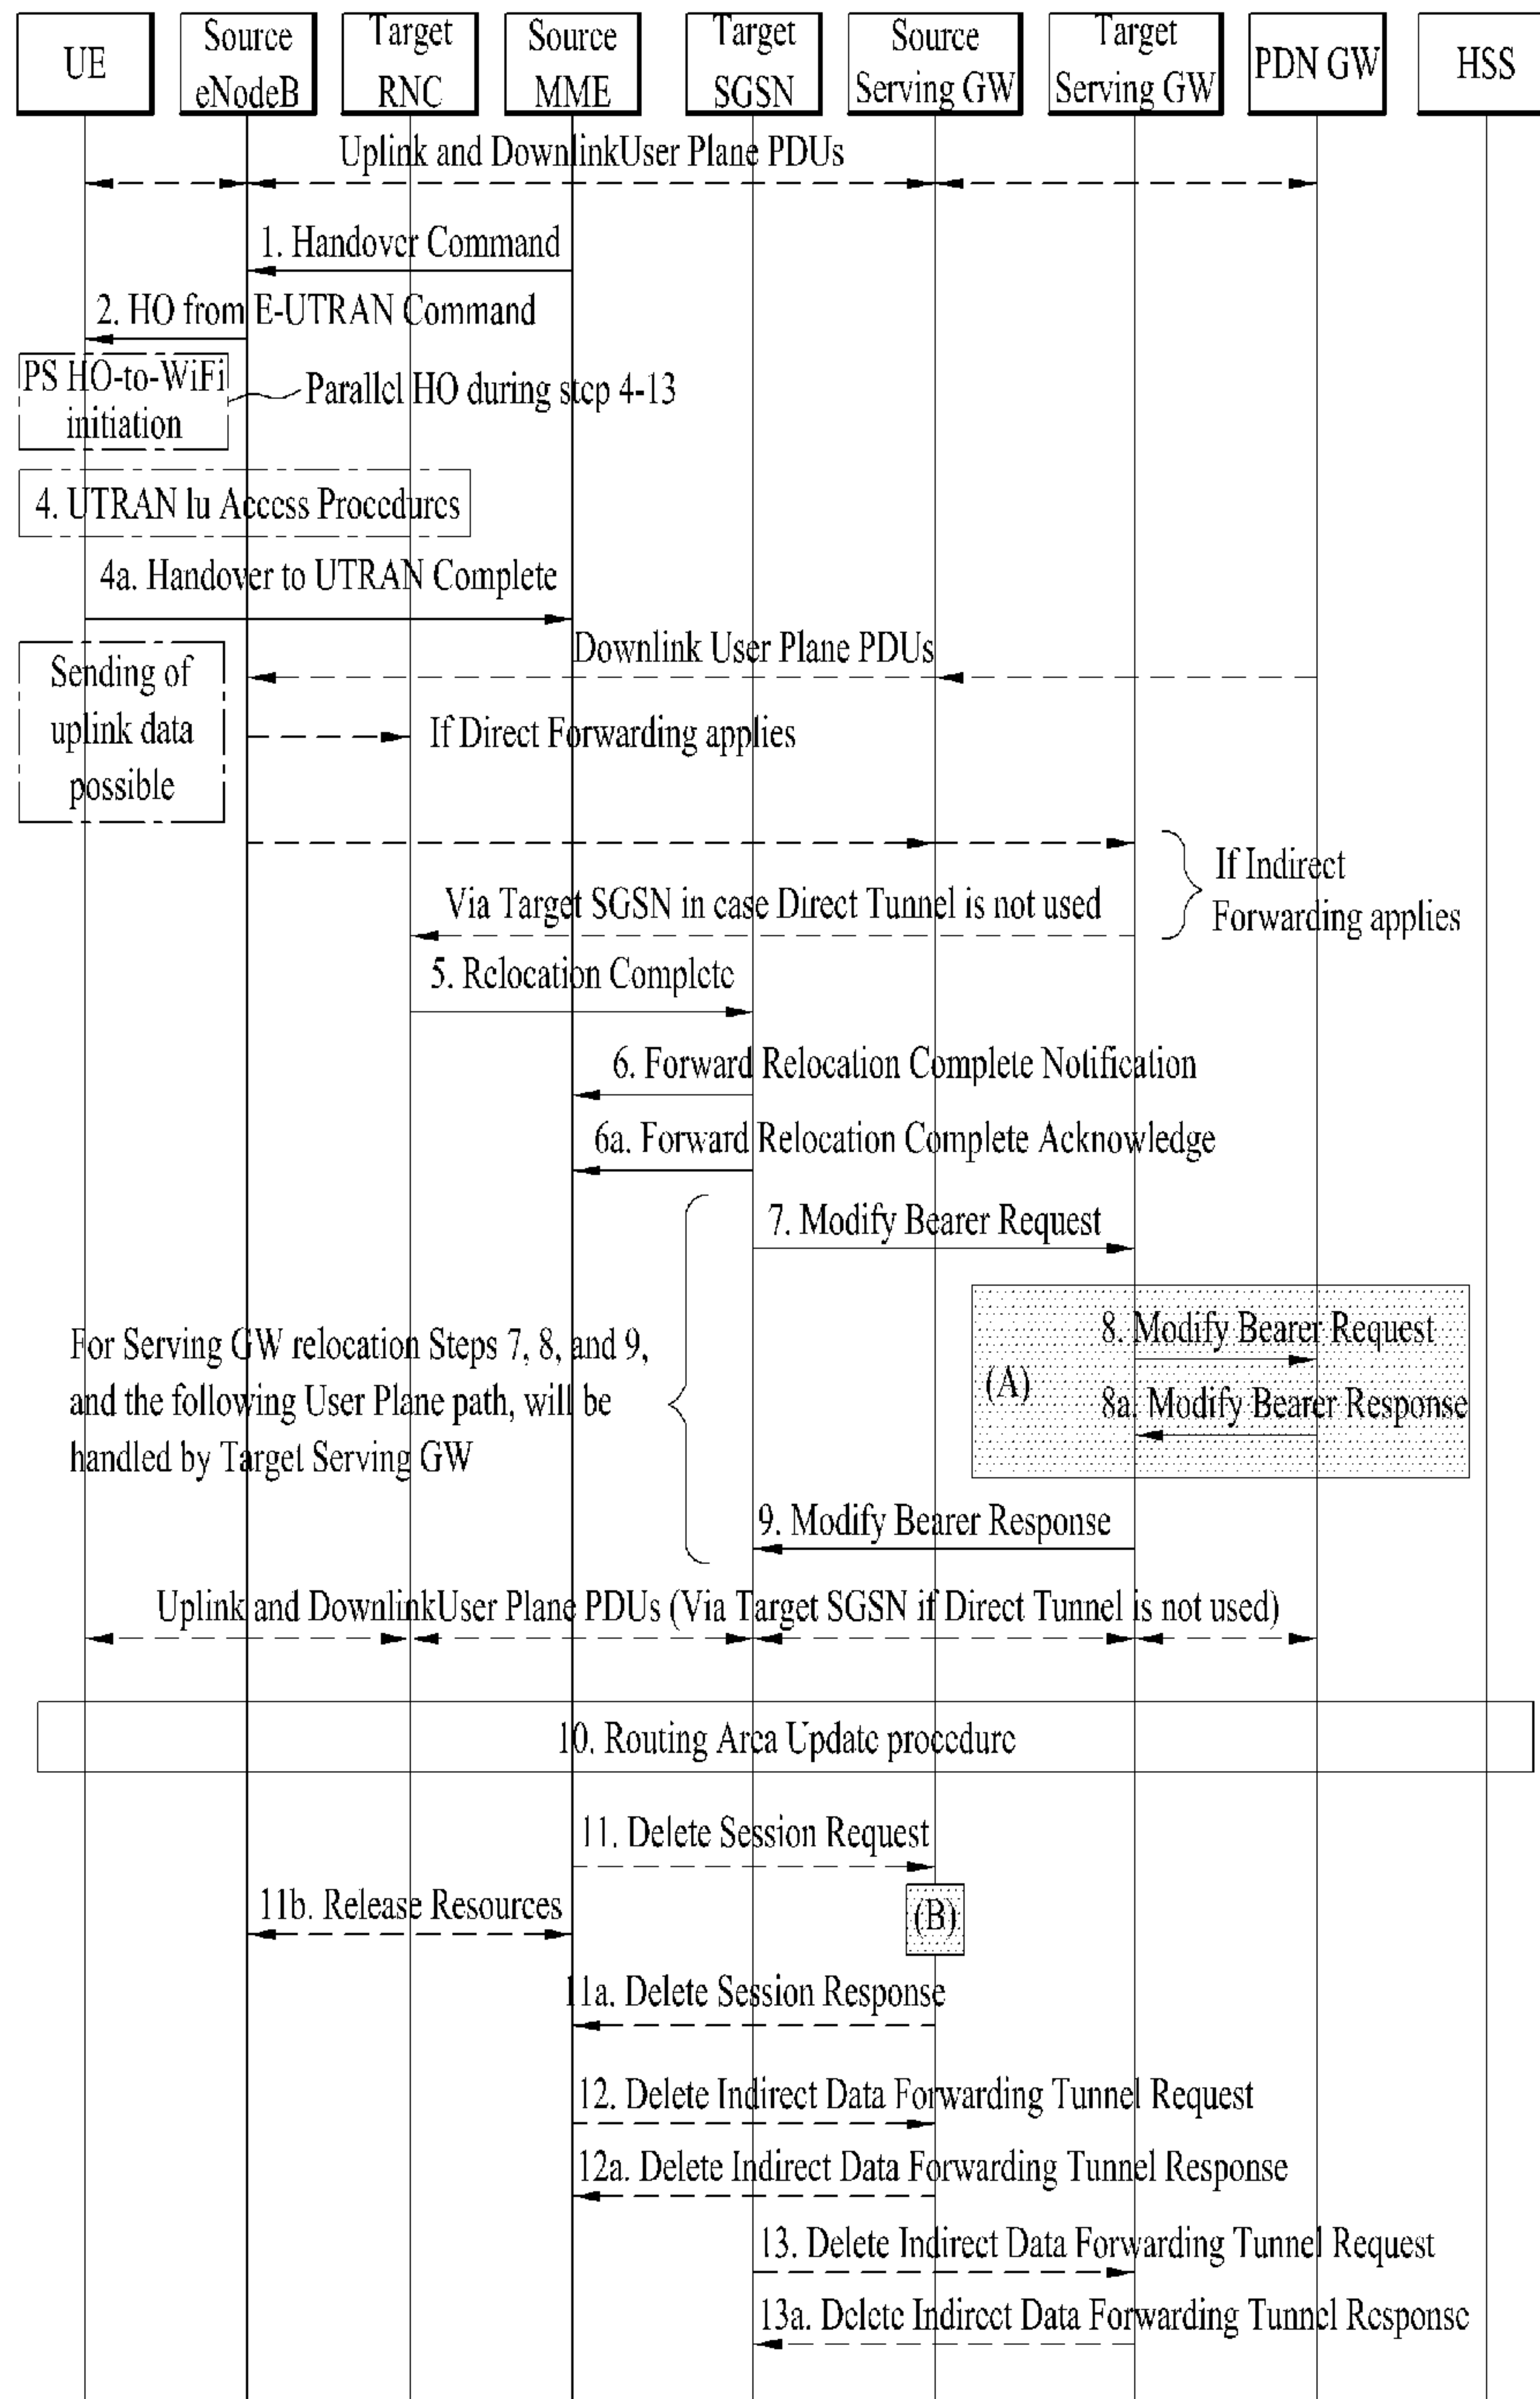 UE
Source
eNodeB
Target
RNC
Source
MME
Target
SGSN
Source
Serving GW
Target
Serving GW
PDN GW
HSS
Uplink and DownlinkUser Plane PDUs
1. Handover Command
2. HO from E-UTRAN Command
PS HO-to-WiFi
initiation
Parallel HO during step 4-13
4. UTRAN lu Access Procedures
4a. Handover to UTRAN Complete
Downlink User Plane PDUs
Sending of
uplink data
possible
If Direct Forwarding applies
If Indirect
Forwarding applies
Via Target SGSN in case Direct Tunnel is not used
5. Relocation Complete
6. Forward Relocation Complete Notification
6a. Forward Relocation Complete Acknowledge
7. Modify Bearer Request
For Serving GW relocation Steps 7, 8, and 9,
and the following User Plane path, will be
handled by Target Serving GW
(A)
8. Modify Bearer Request
8a. Modify Bearer Response
9. Modify Bearer Response
Uplink and DownlinkUser Plane PDUs (Via Target SGSN if Direct Tunnel is not used)
10. Routing Area Update procedure
11. Delete Session Request
11b. Release Resources
(B)
11a. Delete Session Response
12. Delete Indirect Data Forwarding Tunnel Request
12a. Delete Indirect Data Forwarding Tunnel Response
13. Delete Indirect Data Forwarding Tunnel Request
13a. Delete Indirect Data Forwarding Tunnel Response